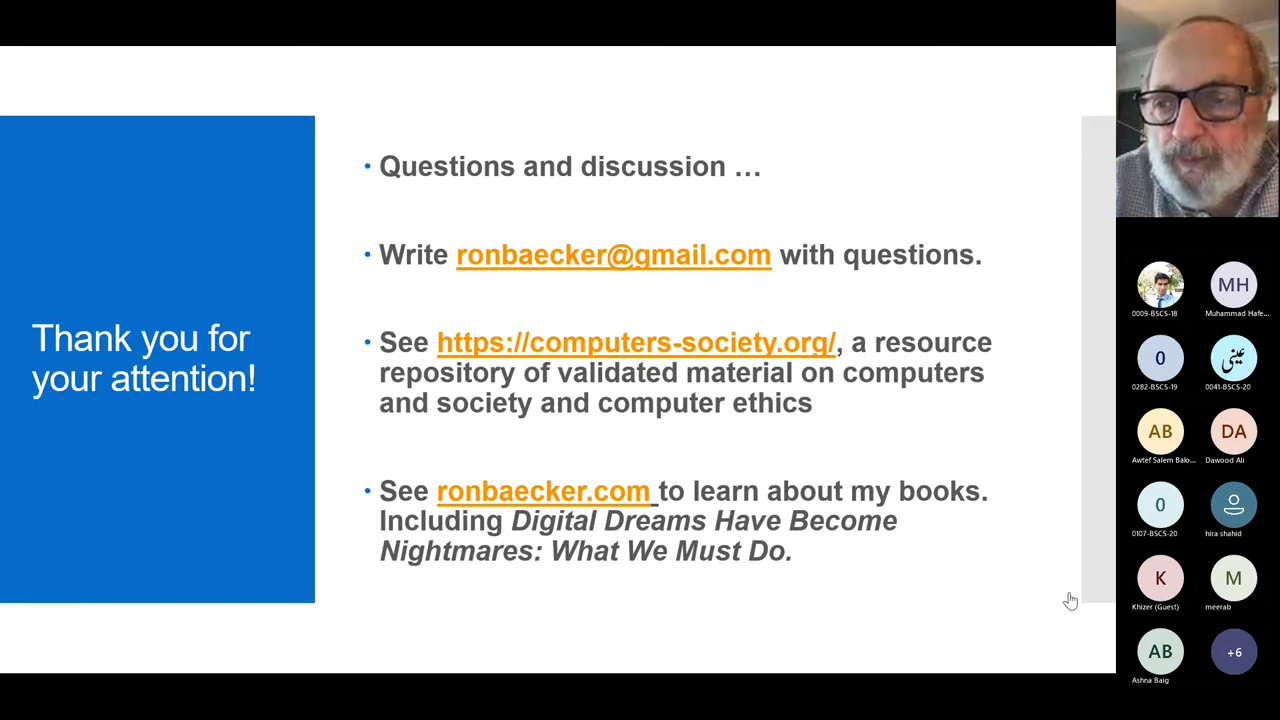 Thank you for
your attention!
• Questions and discussion …
• Write ronbaecker@gmail.com with questions.
• See https://computers-society.org/, a resource
repository of validated material on computers
and society and computer ethics
• See ronbaecker.com to learn about my books.
Including Digital Dreams Have Become
Nightmares: What We Must Do.
MH
0009-BSCS-18
Muhammad Hafe...
0
عینی
0282-BSCS-19
0041-BSCS-20
AB
DA
Awtef Salem Balo...
Dawood Ali
0
0107-BSCS-20
hira shahid
K
M
Khizer (Guest)
meerab
AB
+6
Ashna Baig